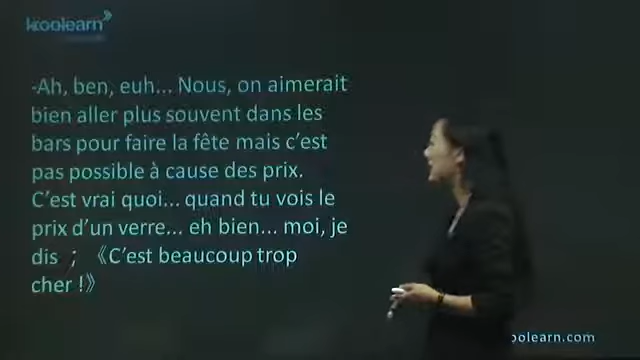 koolearn
-Ah, ben, euh... Nous, on aimerait
bien aller plus souvent dans les
bars pour faire la fête mais c’est
pas possible à cause des prix.
C’est vrai quoi... quand tu vois le
prix d’un verre... eh bien... moi, je
dis ； 《C’est beaucoup trop
cher !》
oolearn.com